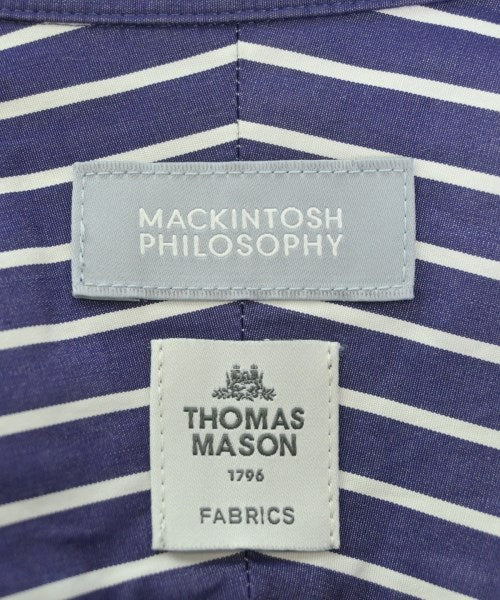 MACKINTOSH
PHILOSOPHY
THOMAS
MASON
1796
FABRICS